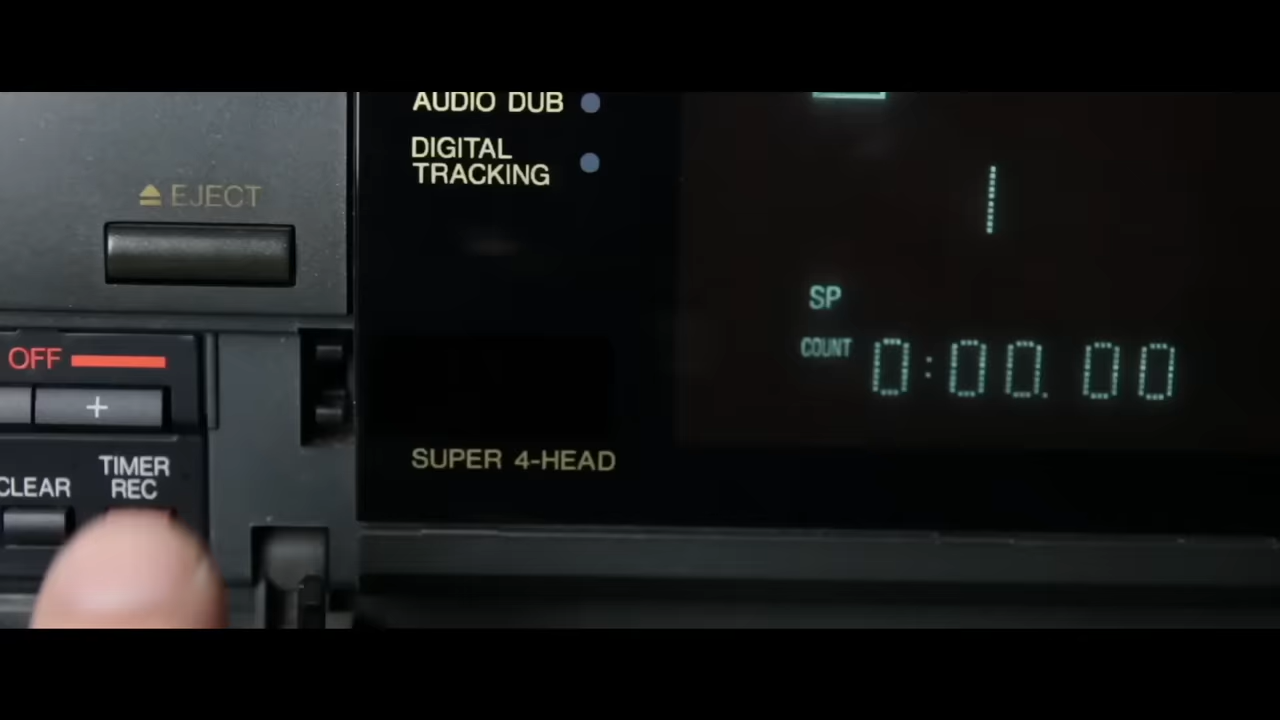 AUDIO DUB
DIGITAL
TRACKING
EJECT
SP
COUNT 0:00.00
OFF
+
TIMER
REC
CLEAR
SUPER 4-HEAD